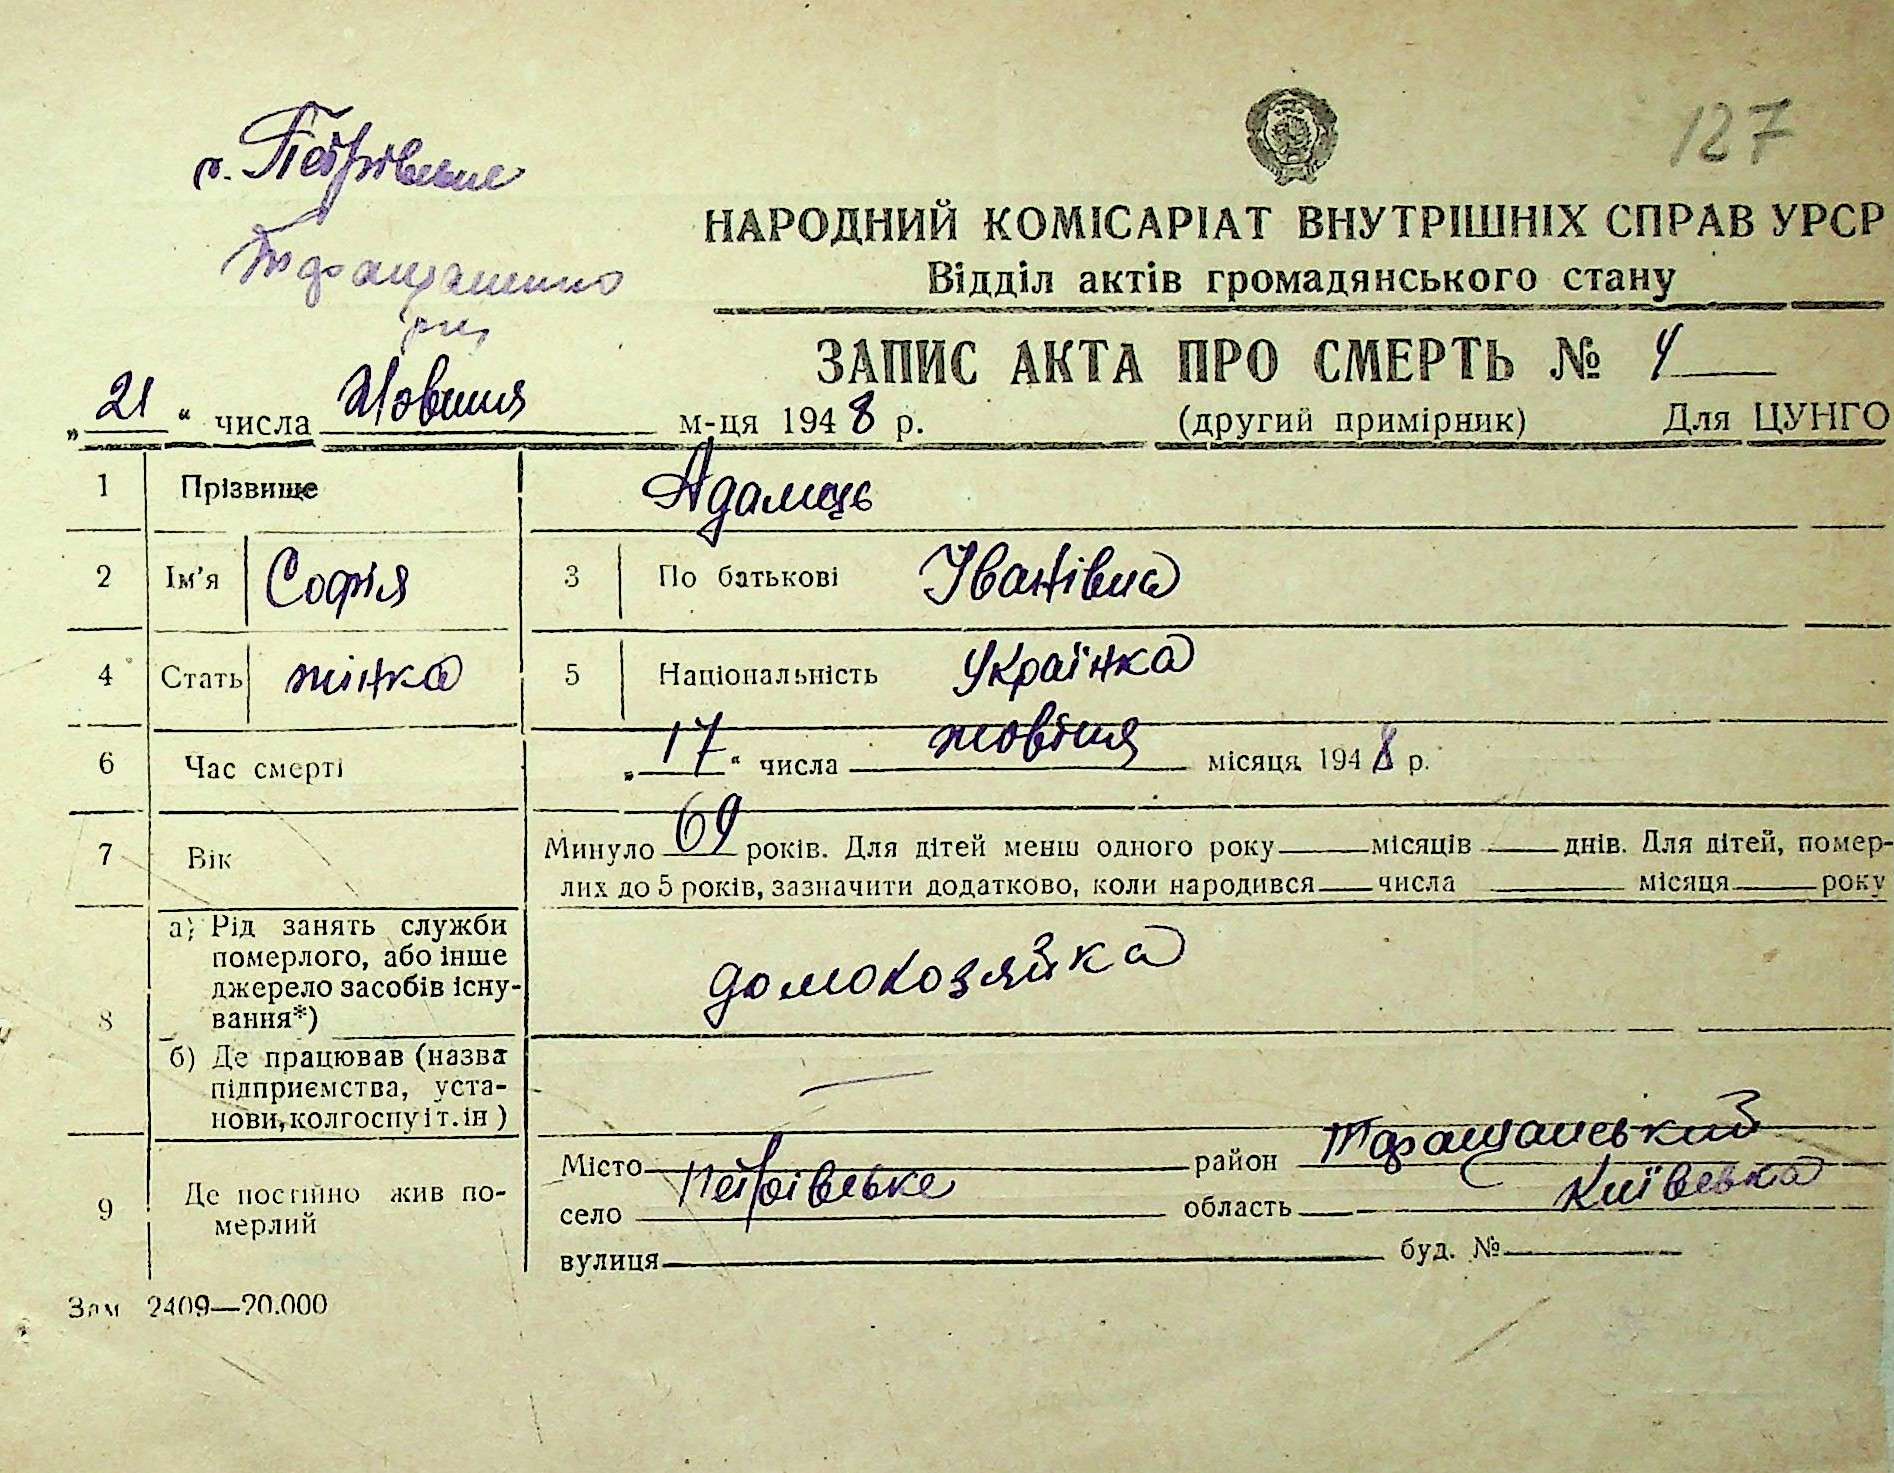 127
с. Петрівське
Таращанського
р-ну
НАРОДНИЙ КОМІСАРІАТ ВНУТРІШНІХ СПРАВ УРСР
Відділ актів громадянського стану
ЗАПИС АКТА ПРО СМЕРТЬ № 4
„21“ числа Жовтня м-ця 1948 р. (другий примірник) Для ЦУНГО
1 Прізвище Адамець
2 Ім’я Софія 3 По батькові Іванівна
4 Стать жінка 5 Національність Українка
6 Час смерті „17“ числа жовтня місяця 1948 р.
7 Вік Минуло 69 років. Для дітей менш одного року місяців днів. Для дітей, помер-
лих до 5 років, зазначити додатково, коли народився числа місяця року
8 а) Рід занять служби
померлого, або інше
джерело засобів існу-
вання*) домохозяйка
б) Де працював (назва
підприємства, уста-
нови, колгоспу і т. ін) —
9 Де постійно жив по-
мерлий
Місто Петрівське район Таращанський
село область Київська
вулиця буд. №
Зам 2409—20.000